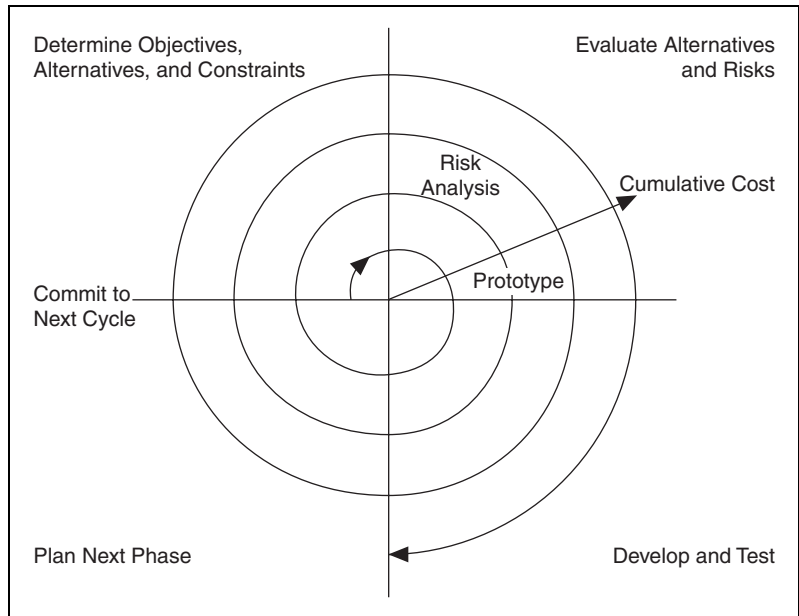 Determine Objectives,
Alternatives, and Constraints
Evaluate Alternatives
and Risks
Risk
Analysis
Cumulative Cost
Prototype
Commit to
Next Cycle
Plan Next Phase
Develop and Test